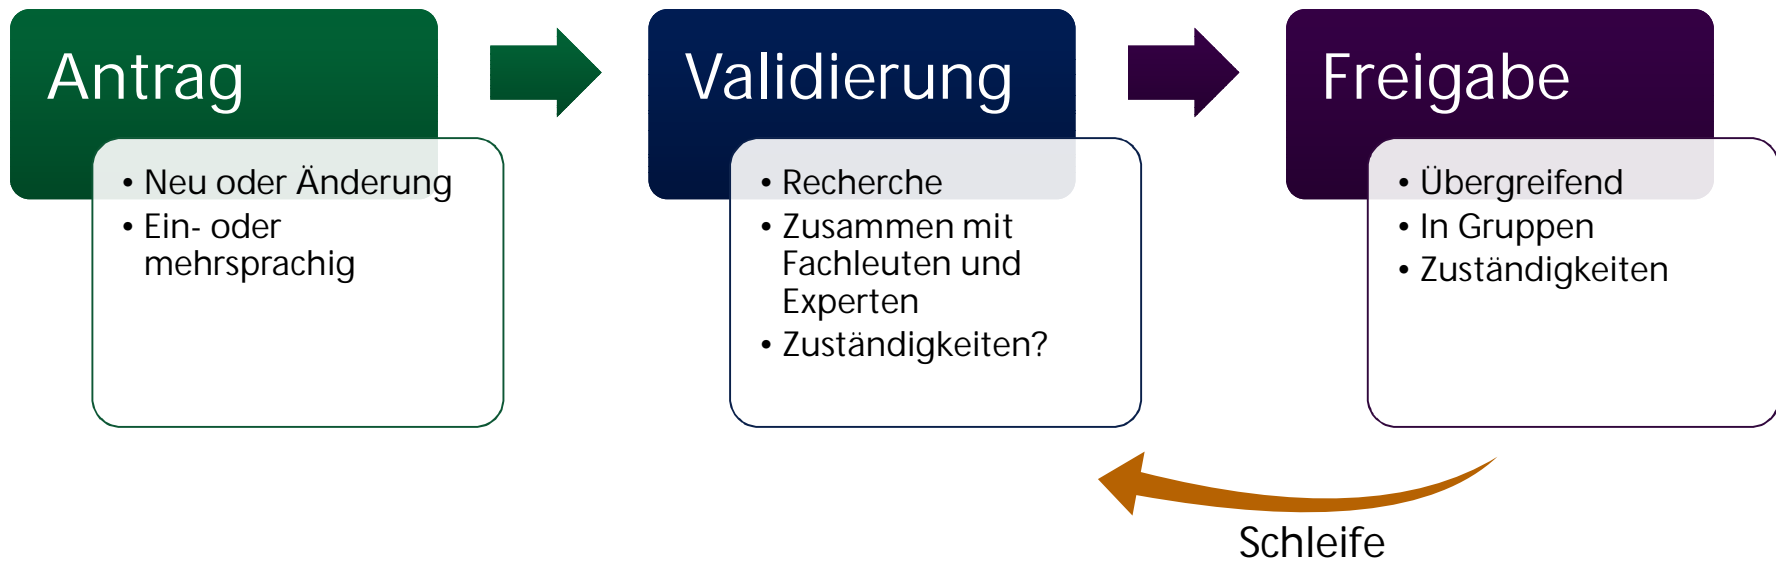 Antrag
• Neu oder Änderung
• Ein- oder
mehrsprachig
Validierung
• Recherche
• Zusammen mit
Fachleuten und
Experten
• Zuständigkeiten?
Freigabe
• Übergreifend
• In Gruppen
• Zuständigkeiten
Schleife